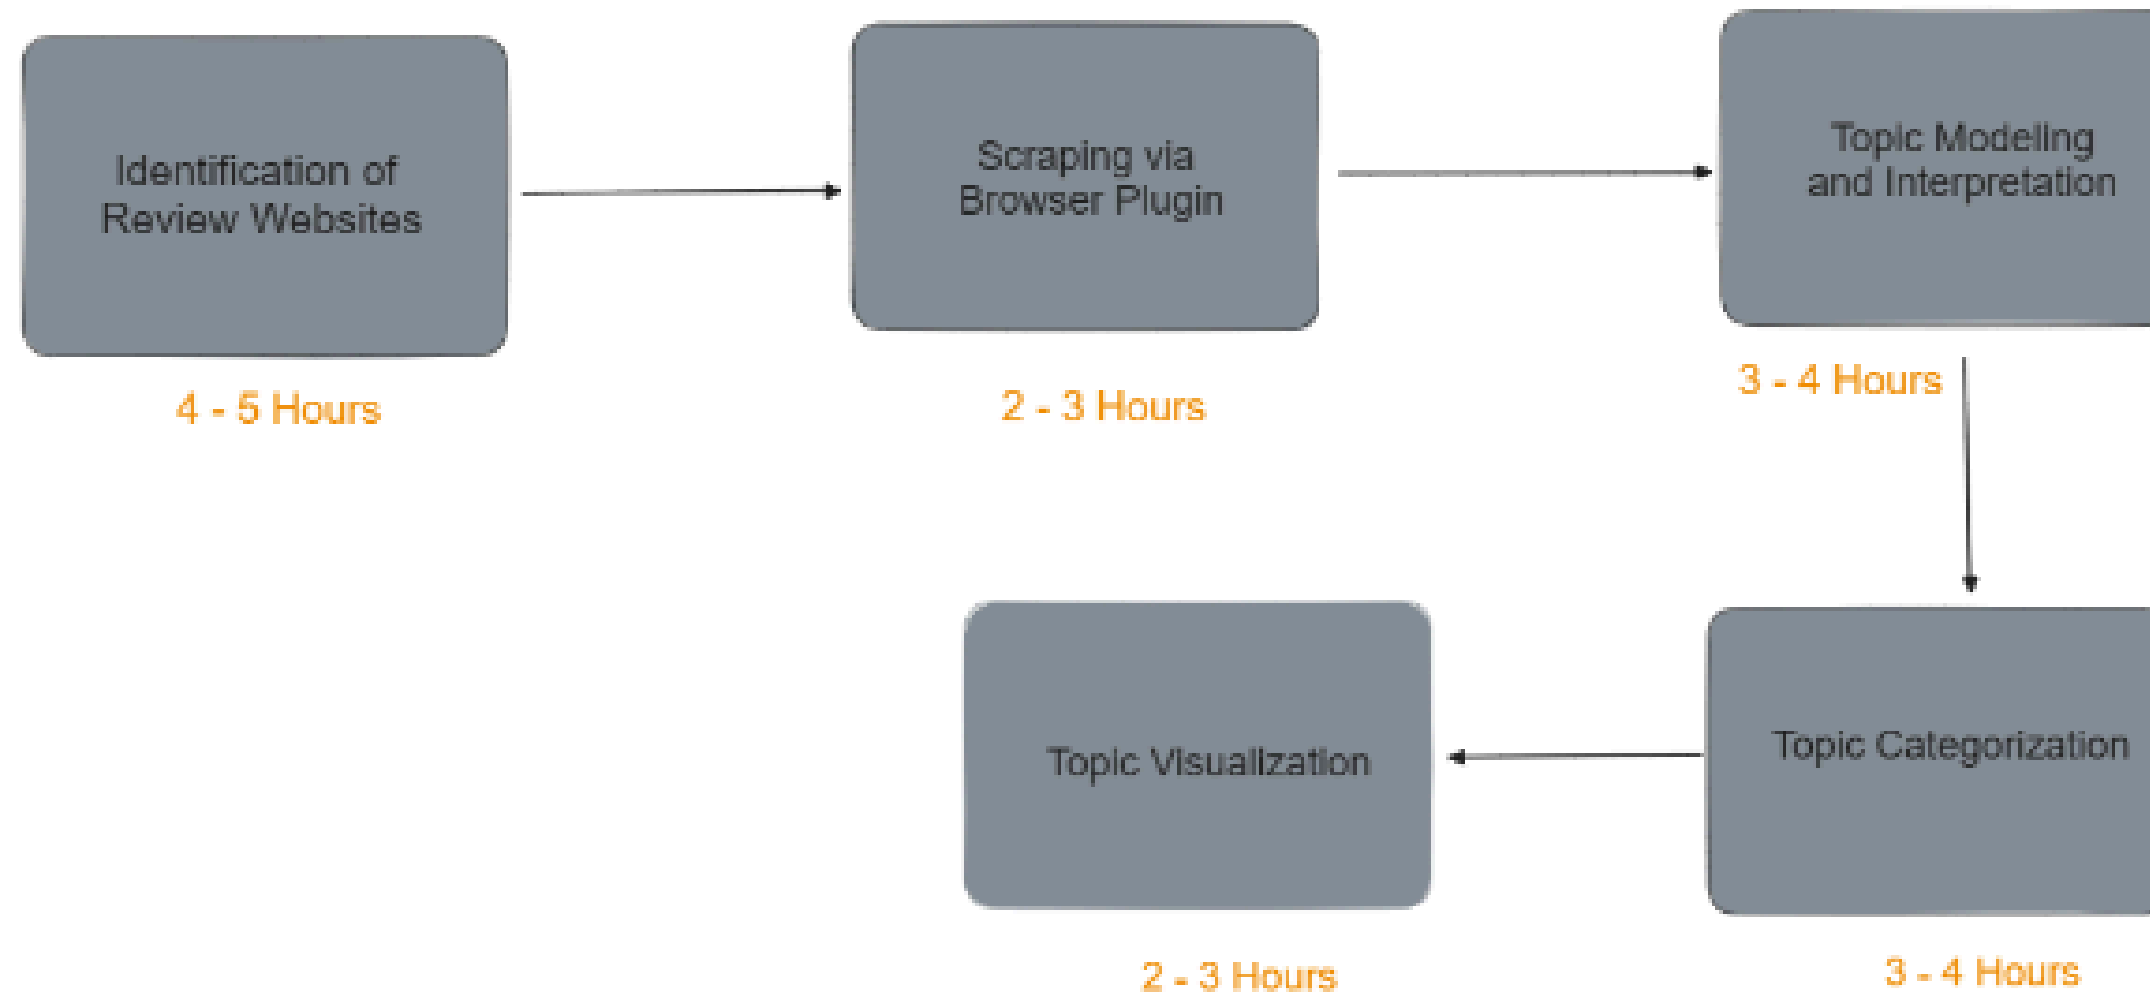 Identification of
Review Websites
4 - 5 Hours
Scraping via
Browser Plugin
2 - 3 Hours
Topic Modeling
and Interpretation
3 - 4 Hours
Topic Categorization
3 - 4 Hours
Topic Visualization
2 - 3 Hours